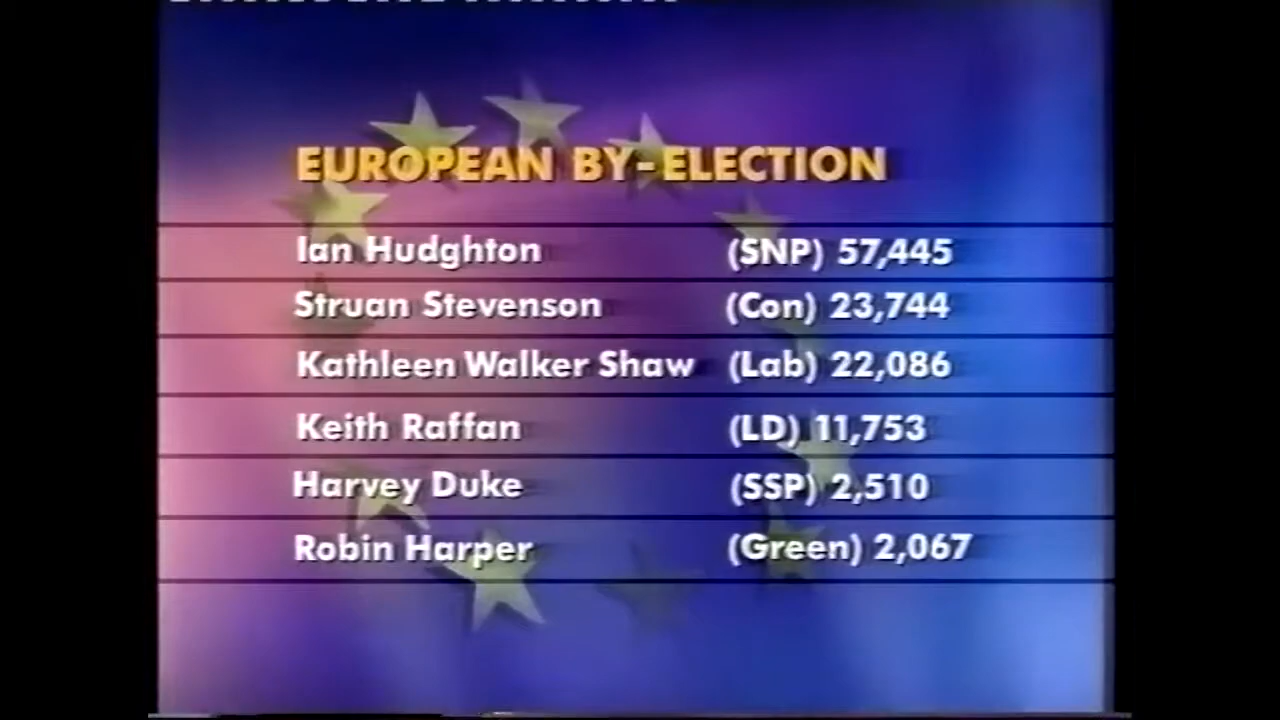 EUROPEAN BY-ELECTION
Ian Hudghton (SNP) 57,445
Struan Stevenson (Con) 23,744
Kathleen Walker Shaw (Lab) 22,086
Keith Raffan (LD) 11,753
Harvey Duke (SSP) 2,510
Robin Harper (Green) 2,067